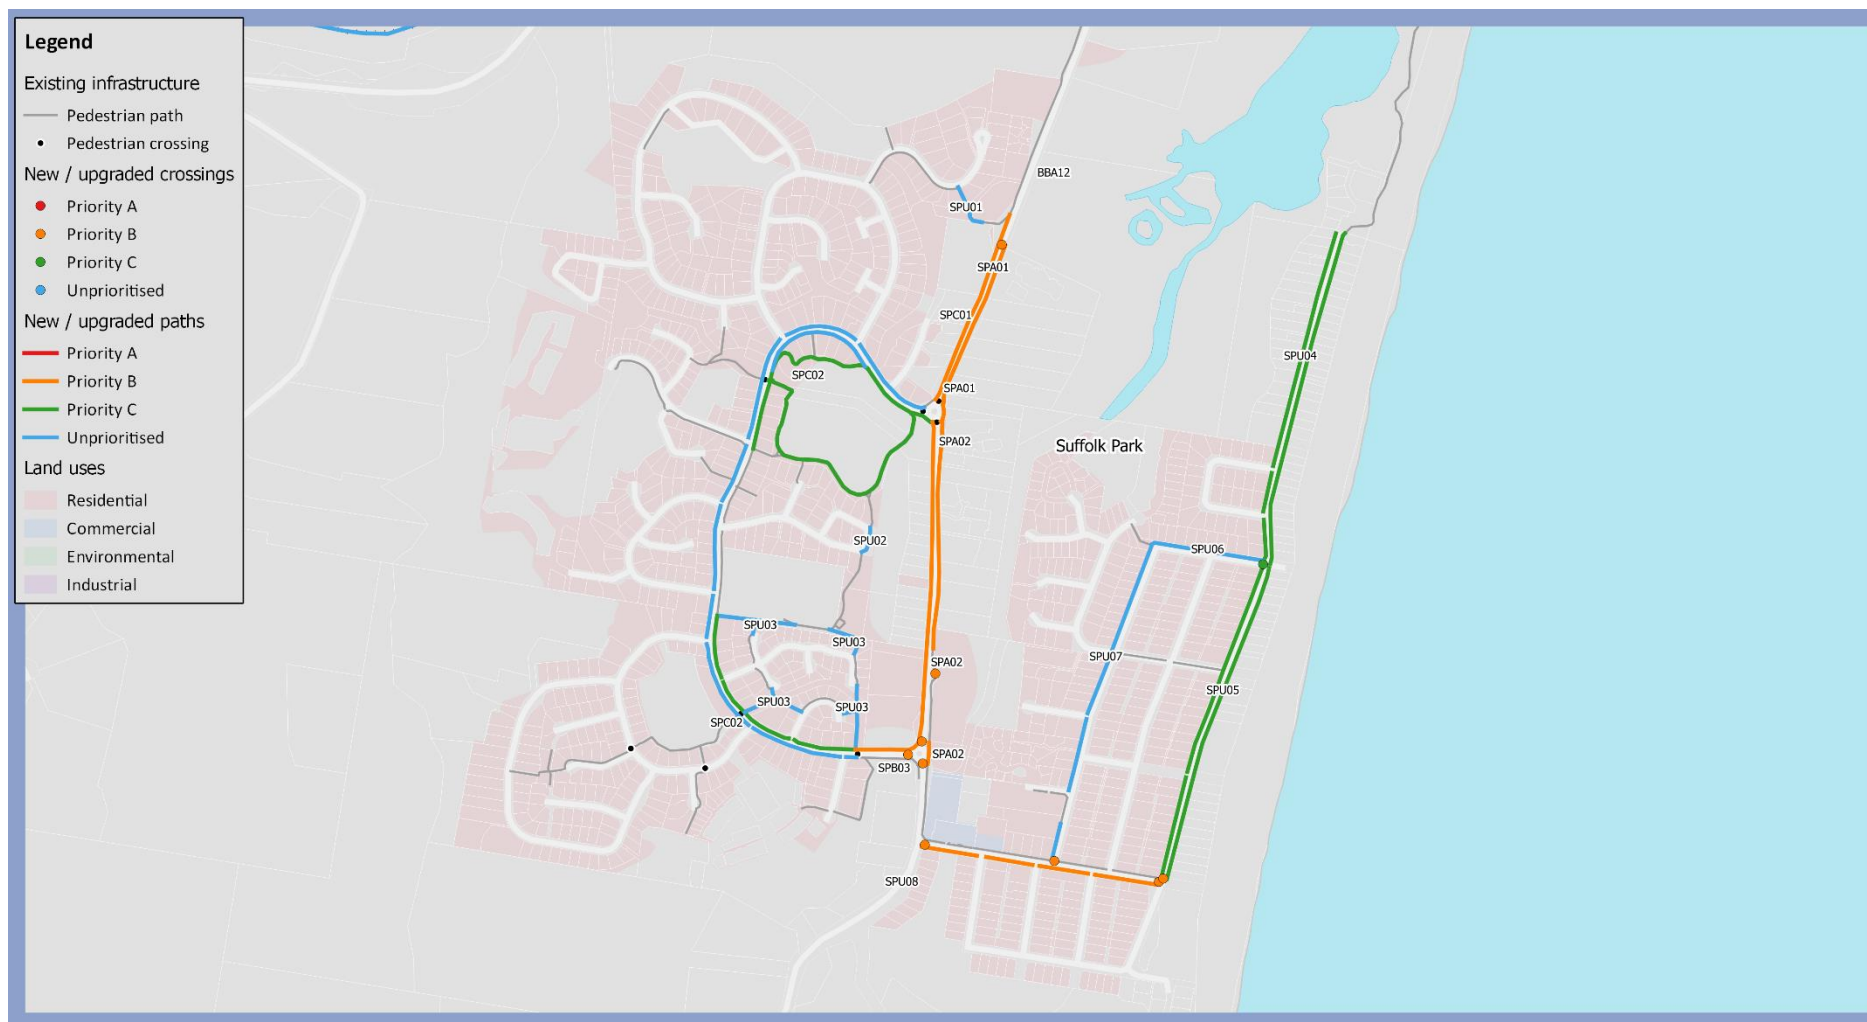 Legend
Existing infrastructure
Pedestrian path
Pedestrian crossing
New / upgraded crossings
Priority A
Priority B
Priority C
Unprioritised
New / upgraded paths
Priority A
Priority B
Priority C
Unprioritised
Land uses
Residential
Commercial
Environmental
Industrial
BBA12
SPU01
SPA01
SPC01
SPU04
SPC02
SPA01
SPA02
Suffolk Park
SPU02
SPU06
SPU03
SPU03
SPU07
SPA02
SPU05
SPU03
SPU03
SPC02
SPA02
SPB03
SPU08